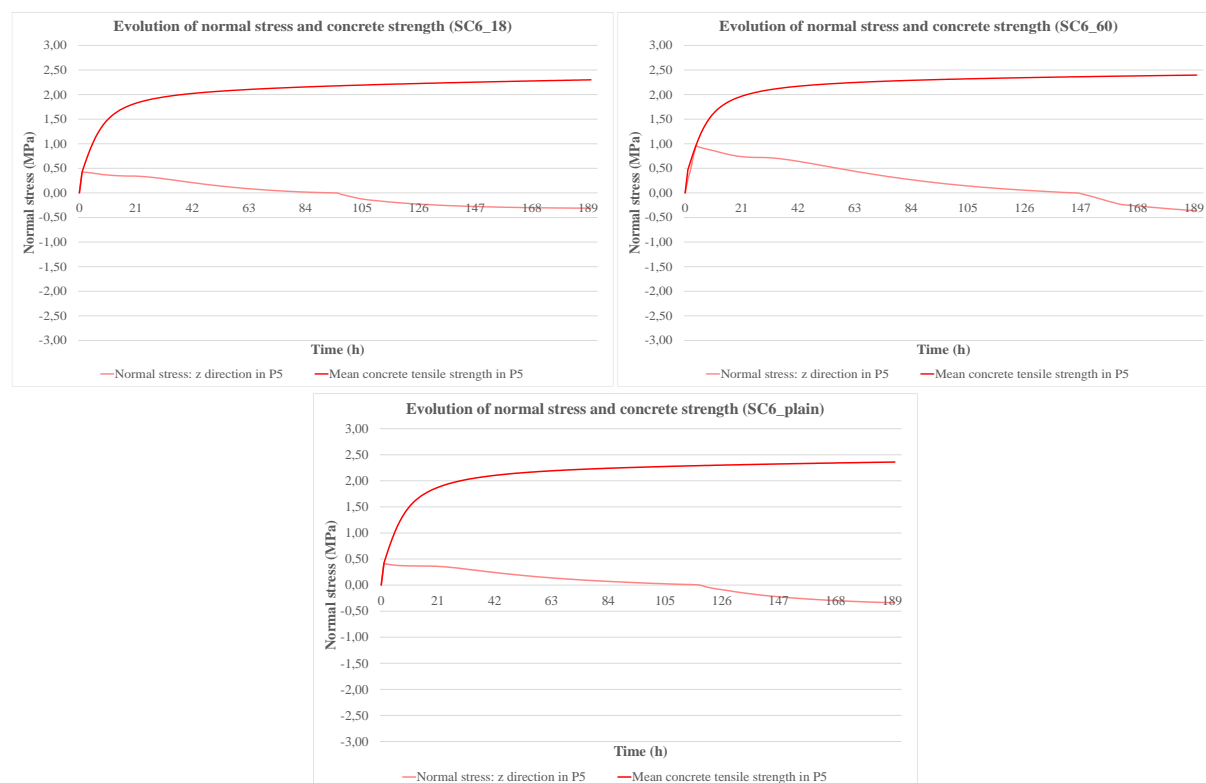 Evolution of normal stress and concrete strength (SC6_18)
Normal stress (MPa)
3,00
2,50
2,00
1,50
1,00
0,50
0,00
-0,50
-1,00
-1,50
-2,00
-2,50
-3,00
0 21 42 63 84 105 126 147 168 189
Time (h)
Normal stress: z direction in P5 Mean concrete tensile strength in P5
Evolution of normal stress and concrete strength (SC6_60)
Normal stress (MPa)
3,00
2,50
2,00
1,50
1,00
0,50
0,00
-0,50
-1,00
-1,50
-2,00
-2,50
-3,00
0 21 42 63 84 105 126 147 168 189
Time (h)
Normal stress: z direction in P5 Mean concrete tensile strength in P5
Evolution of normal stress and concrete strength (SC6_plain)
Normal stress (MPa)
3,00
2,50
2,00
1,50
1,00
0,50
0,00
-0,50
-1,00
-1,50
-2,00
-2,50
-3,00
0 21 42 63 84 105 126 147 168 189
Time (h)
Normal stress: z direction in P5 Mean concrete tensile strength in P5